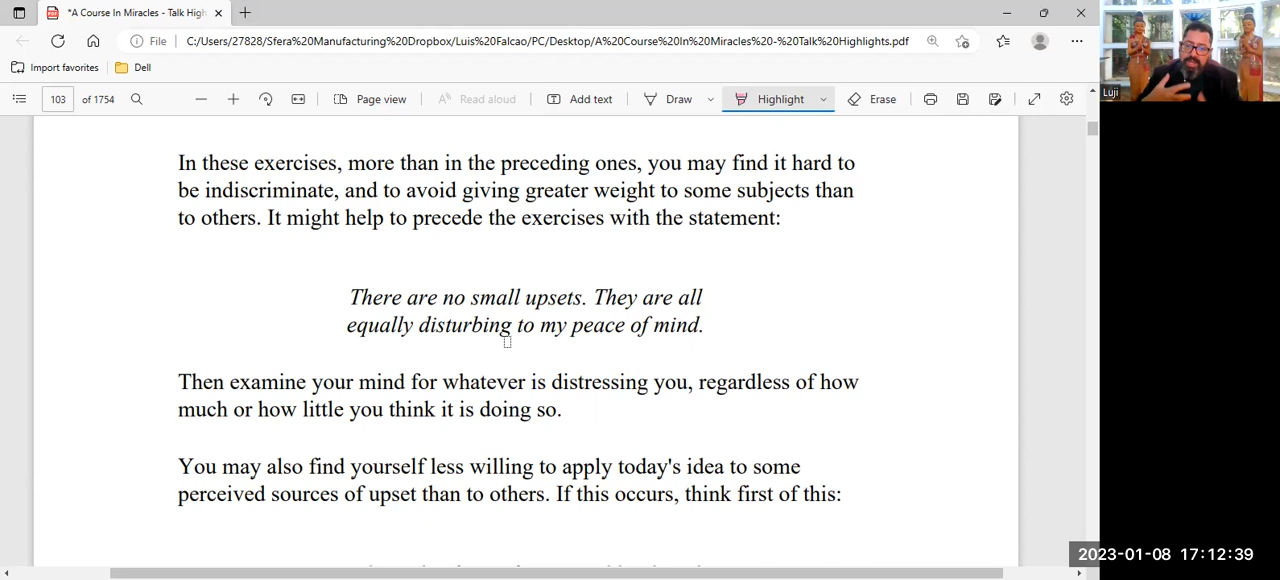 *A Course In Miracles - Talk High
File C:/Users/27828/Sfera%20Manufacturing%20Dropbox/Luis%20Falcao/PC/Desktop/A%20Course%20In%20Miracles%20-%20Talk%20Highlights.pdf
Import favorites Dell
103 of 1754 Page view Read aloud Add text Draw Highlight Erase
Lüji
In these exercises, more than in the preceding ones, you may find it hard to
be indiscriminate, and to avoid giving greater weight to some subjects than
to others. It might help to precede the exercises with the statement:
There are no small upsets. They are all
equally disturbing to my peace of mind.
Then examine your mind for whatever is distressing you, regardless of how
much or how little you think it is doing so.
You may also find yourself less willing to apply today's idea to some
perceived sources of upset than to others. If this occurs, think first of this:
2023-01-08 17:12:39